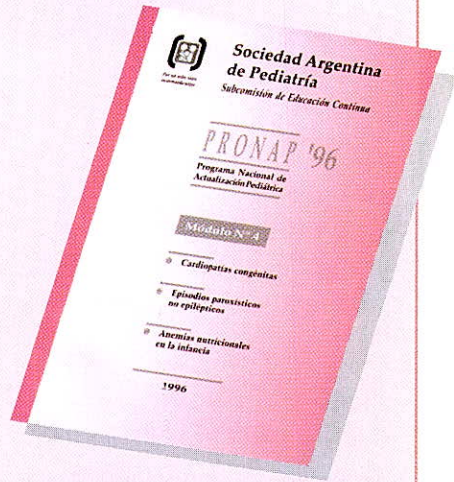 Sociedad Argentina
de Pediatría
Subcomisión de Educación Continua
PRONAP '96
Programa Nacional de
Actualización Pediátrica
Módulo Nº 4
Cardiopatías congénitas
Episodios paroxísticos
no epilépticos
Anemias nutricionales
en la infancia
1996